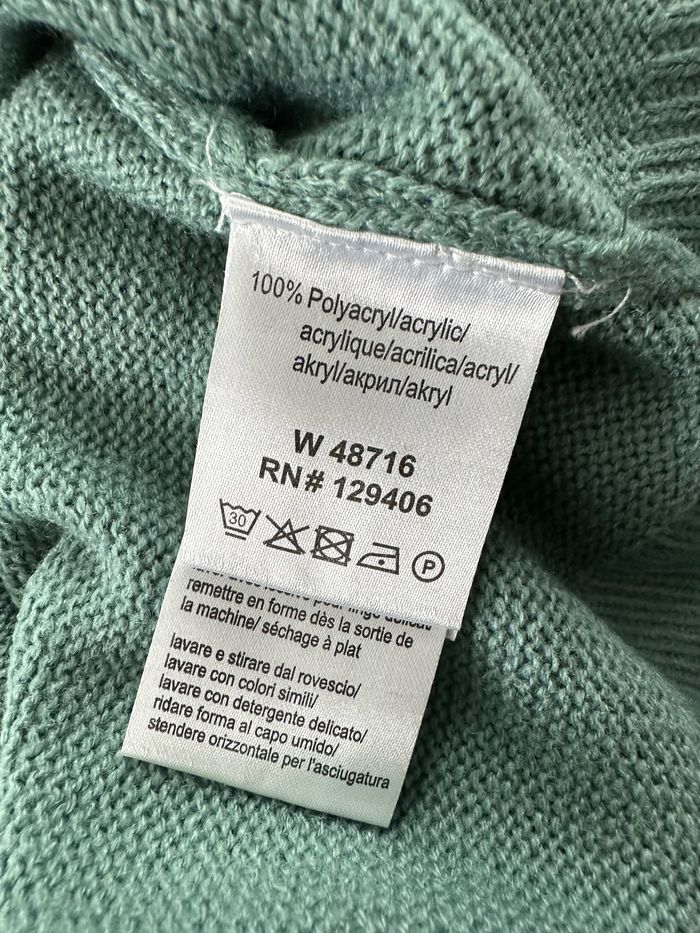 100% Polyacryl/acrylic/
acrylique/acrilica/acryl/
akryl/акрил/akryl
W 48716
RN# 129406
30
P
remettre en forme dès la sortie de
la machine/ séchage à plat
lavare e stirare dal rovescio/
lavare con colori simili/
lavare con detergente delicato/
ridare forma al capo umido/
stendere orizzontale per l'asciugatura